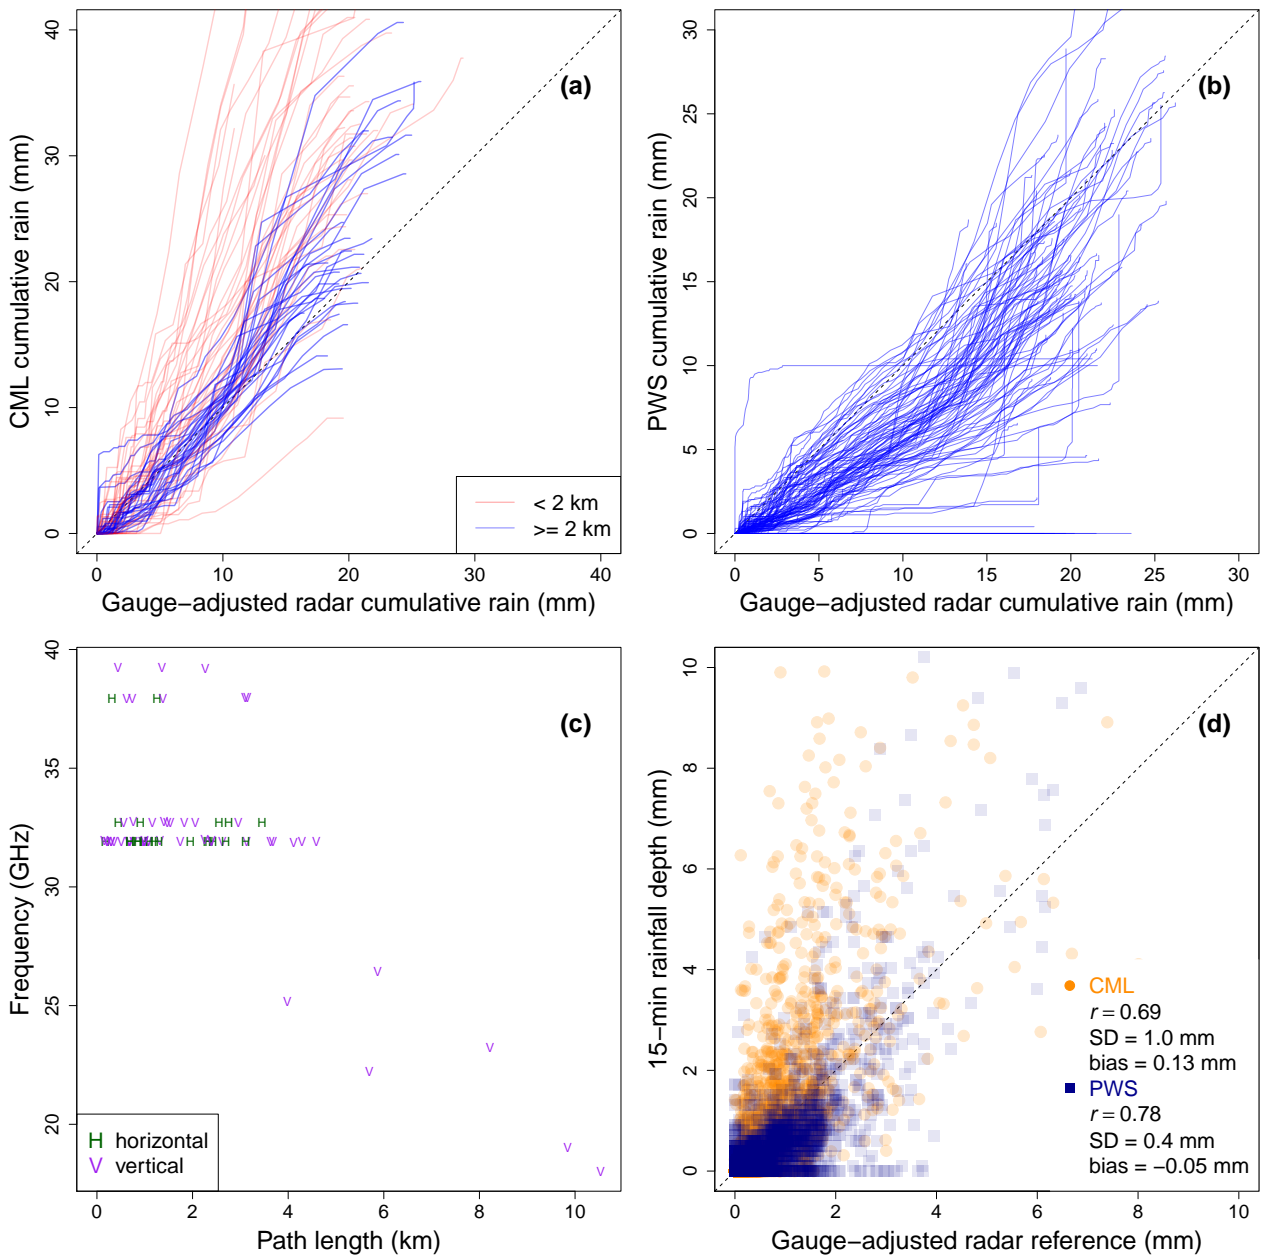 (a)
CML cumulative rain (mm)
0
10
20
30
40
0
10
20
30
40
Gauge−adjusted radar cumulative rain (mm)
< 2 km
>= 2 km
(b)
PWS cumulative rain (mm)
0
5
10
15
20
25
30
0
5
10
15
20
25
30
Gauge−adjusted radar cumulative rain (mm)
(c)
Frequency (GHz)
20
25
30
35
40
0
2
4
6
8
10
Path length (km)
H horizontal
V vertical
(d)
15−min rainfall depth (mm)
0
2
4
6
8
10
0
2
4
6
8
10
Gauge−adjusted radar reference (mm)
CML
r = 0.69
SD = 1.0 mm
bias = 0.13 mm
PWS
r = 0.78
SD = 0.4 mm
bias = −0.05 mm